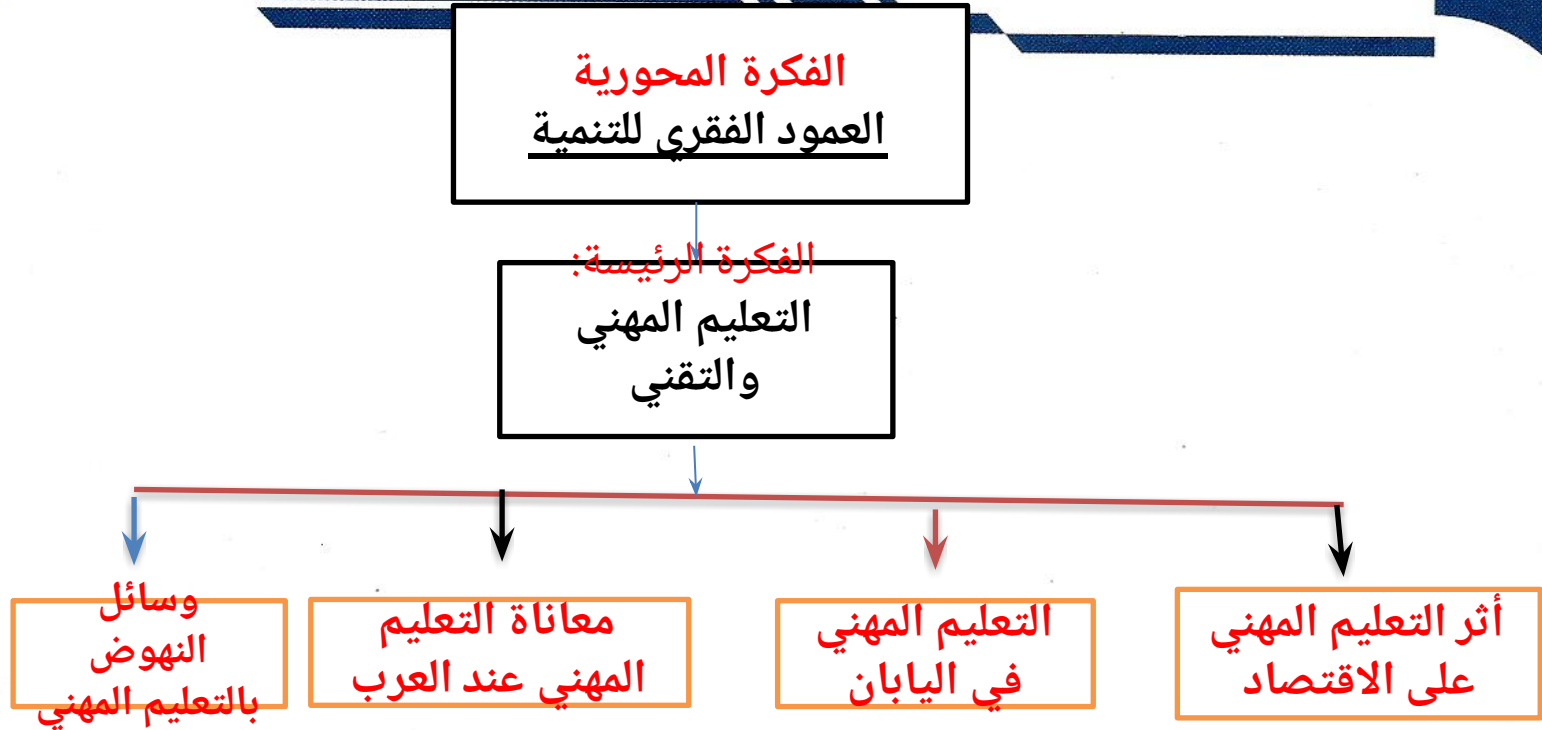 الفكرة المحورية
العمود الفقري للتنمية
الفكرة الرئيسة:
التعليم المهني
والتقني
أثر التعليم المهني
على الاقتصاد
التعليم المهني
في اليابان
معاناة التعليم
المهني عند العرب
وسائل
النهوض
بالتعليم المهني